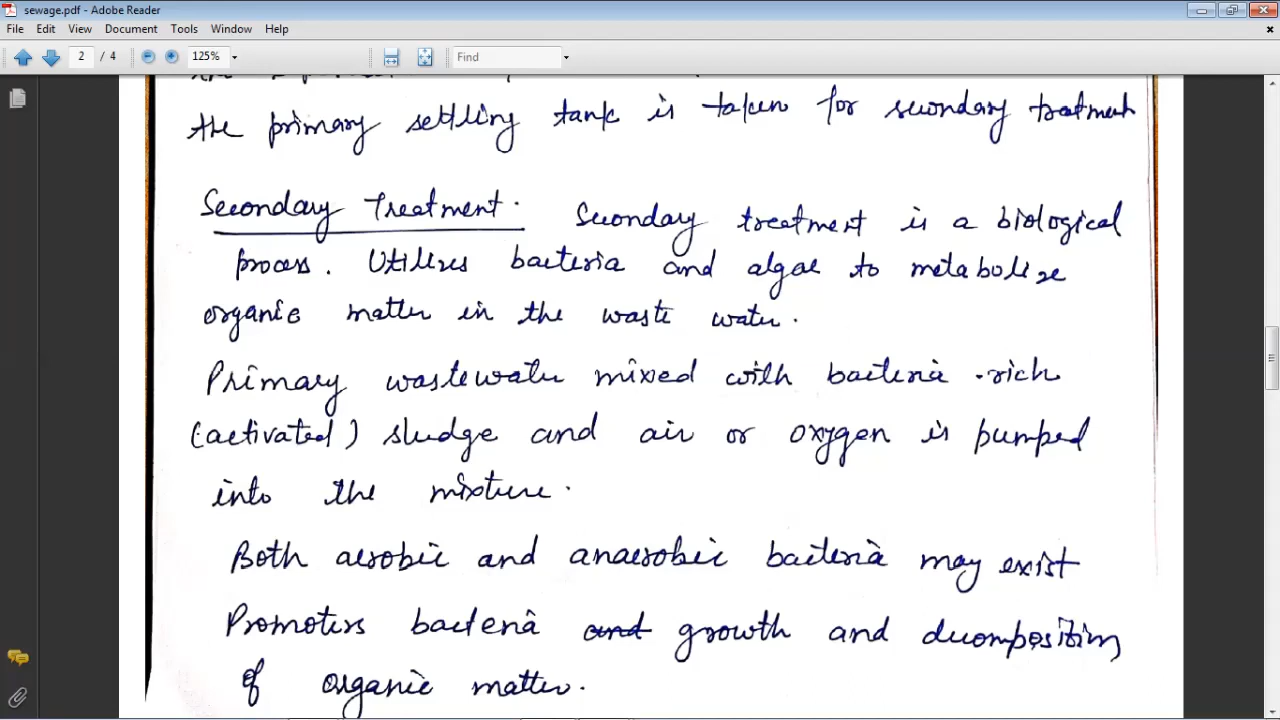 sewage.pdf - Adobe Reader
File Edit View Document Tools Window Help
2 / 4 125% Find
the
the primary settling tank is taken for secondary treatment
Secondary Treatment. Secondary treatment is a biological
process. Utilizes bacteria and algae to metabolize
organic matter in the waste water.
Primary wastewater mixed with bacteria-rich
(activated) sludge and air or oxygen is pumped
into the mixture.
Both aerobic and anaerobic bacteria may exist
Promoters bacteria and growth and decomposition
of organic matter.